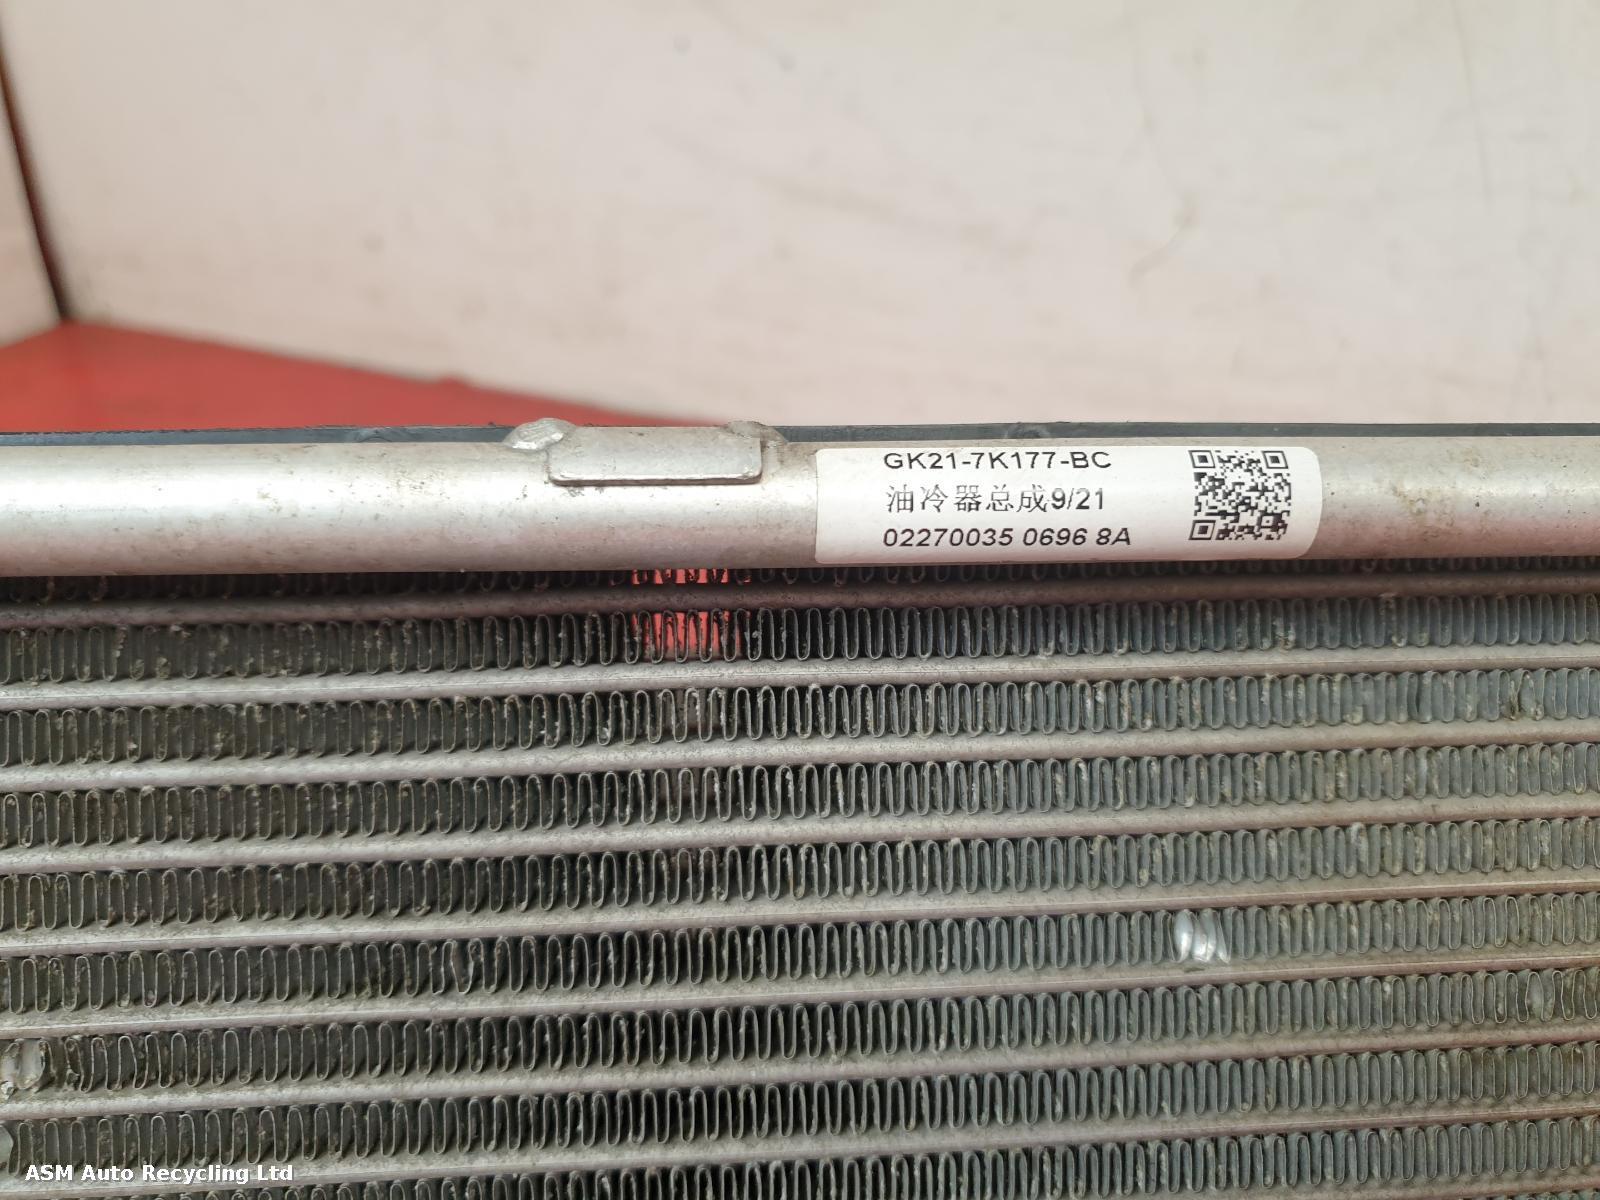 GK21-7K177-BC
油冷器总成9/21
02270035 0696 8A
ASM Auto Recycling Ltd